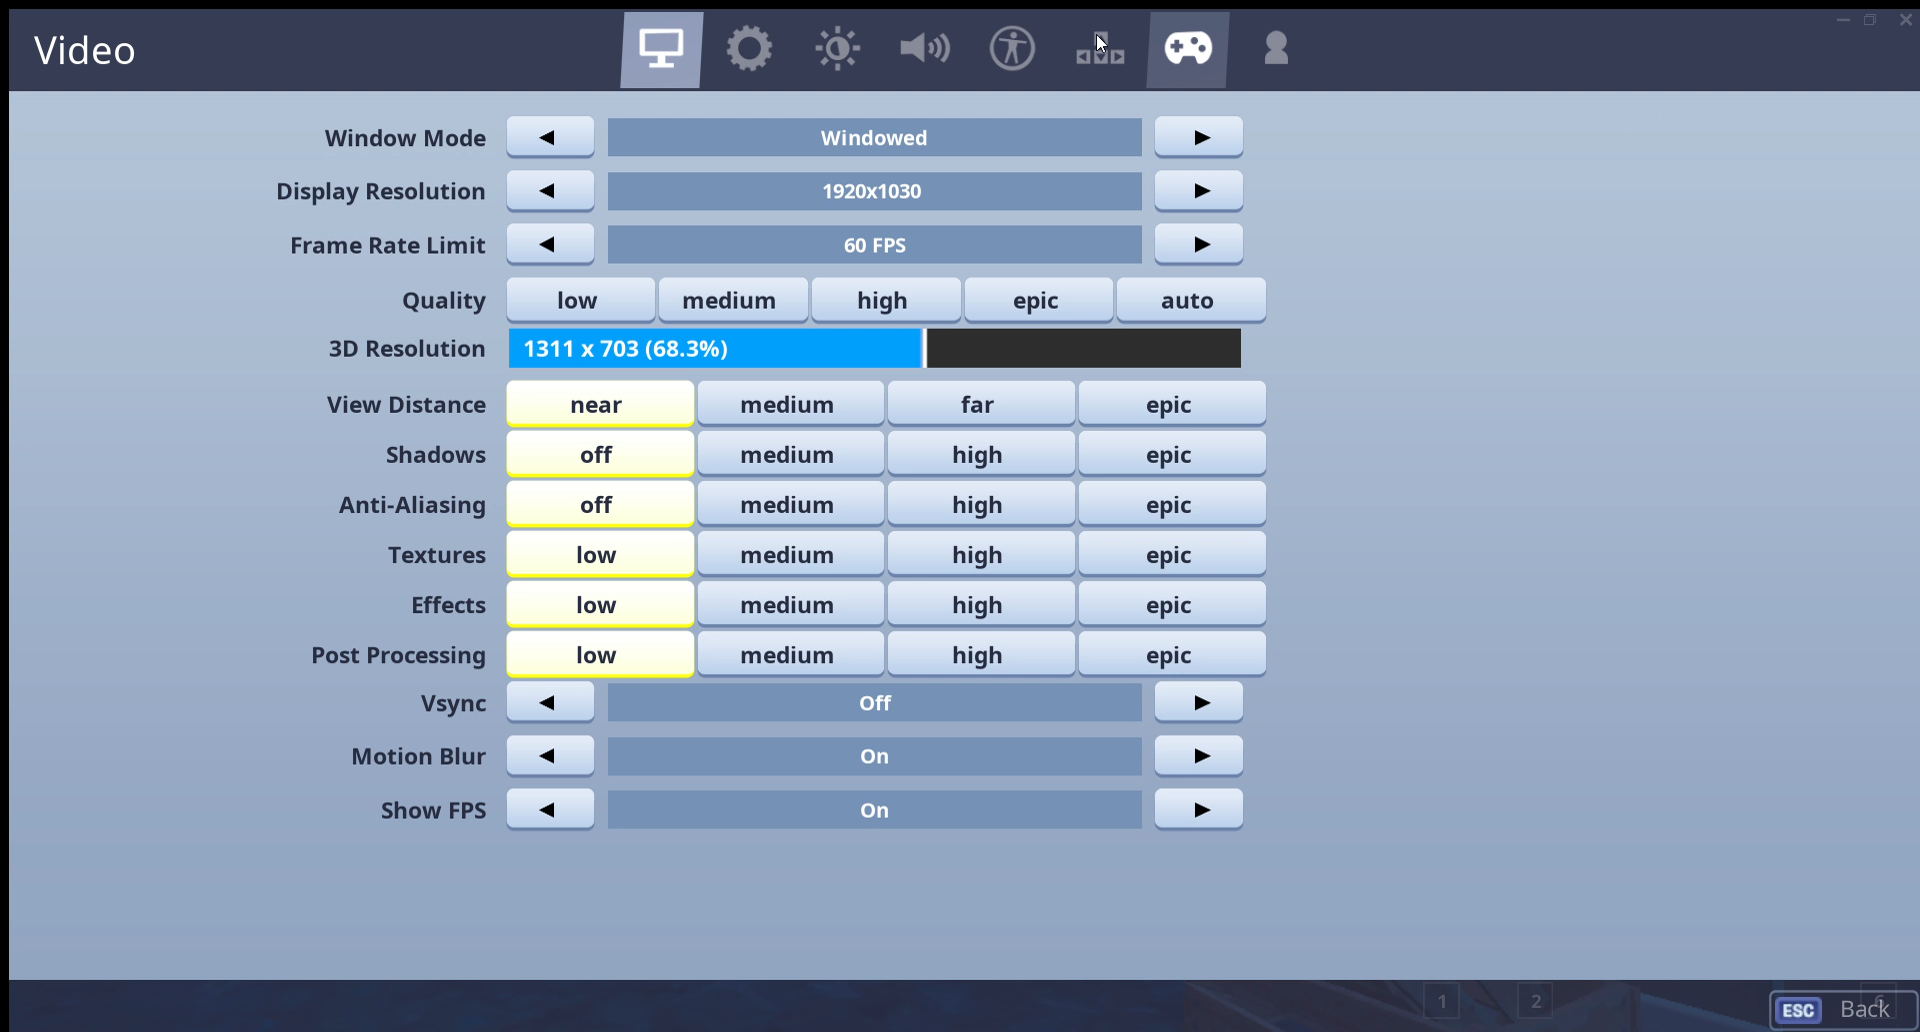 Video
Window Mode Windowed
Display Resolution 1920x1030
Frame Rate Limit 60 FPS
Quality low medium high epic auto
3D Resolution 1311 x 703 (68.3%)
View Distance near medium far epic
Shadows off medium high epic
Anti-Aliasing off medium high epic
Textures low medium high epic
Effects low medium high epic
Post Processing low medium high epic
Vsync Off
Motion Blur On
Show FPS On
1 2
ESC Back